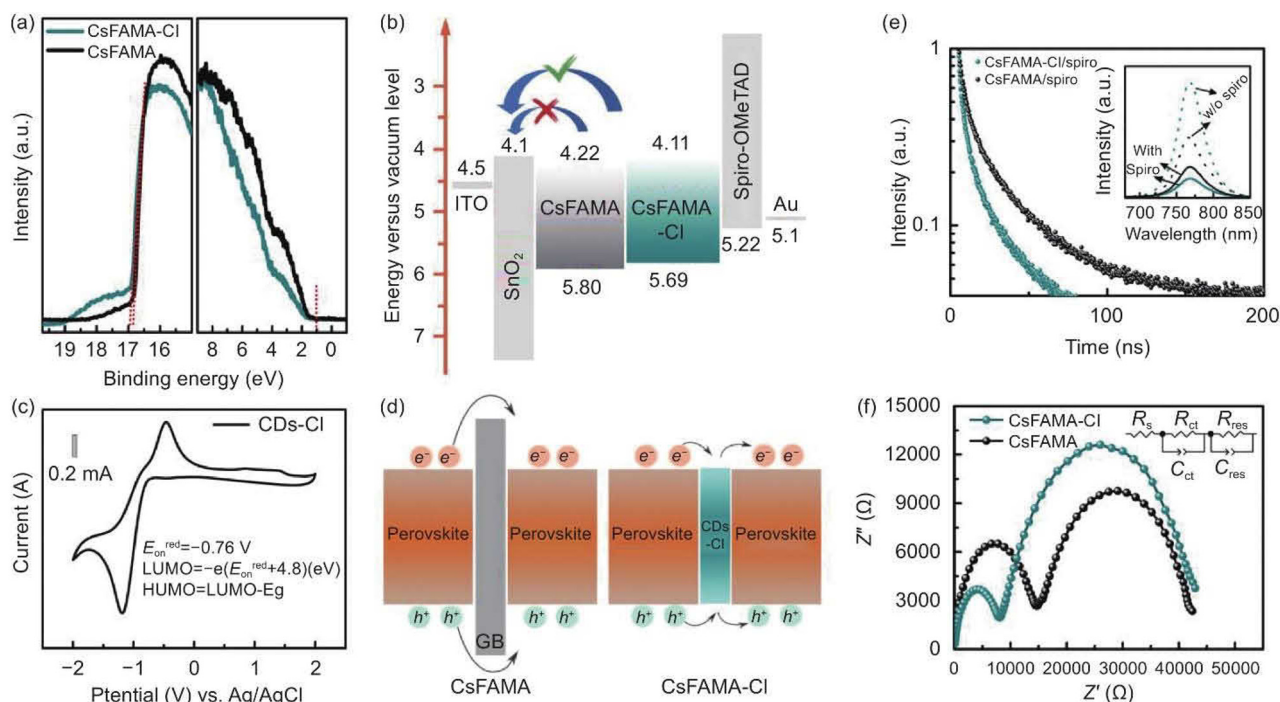 (a)
CsFAMA-Cl
CsFAMA
Intensity (a.u.)
19 18 17 16 8 6 4 2 0
Binding energy (eV)
(b)
Energy versus vacuum level
3
4
5
6
7
4.5
ITO
4.1
SnO2
4.22
CsFAMA
5.80
4.11
CsFAMA
-Cl
5.69
Spiro-OMeTAD
5.22
Au
5.1
(e)
Intensity (a.u.)
1
0.1
CsFAMA-Cl/spiro
CsFAMA/spiro
Intensity (a.u.)
w/o spiro
With
Spiro
700 750 800 850
Wavelength (nm)
0 100 200
Time (ns)
(c)
CDs-Cl
0.2 mA
Current (A)
Eon red=−0.76 V
LUMO=−e(Eon red+4.8)(eV)
HUMO=LUMO-Eg
−2 −1 0 1 2
Ptential (V) vs. Ag/AgCl
(d)
e− e− e− e−
Perovskite Perovskite
h+ h+ h+ h+
GB
CsFAMA
e− e− e− e−
Perovskite CDs
-Cl Perovskite
h+ h+ h+ h+
CsFAMA-Cl
(f)
15000
12000
9000
6000
3000
0
Z″ (Ω)
CsFAMA-Cl
CsFAMA
Rs Rct Rres
Cct Cres
0 10000 20000 30000 40000 50000
Z′ (Ω)